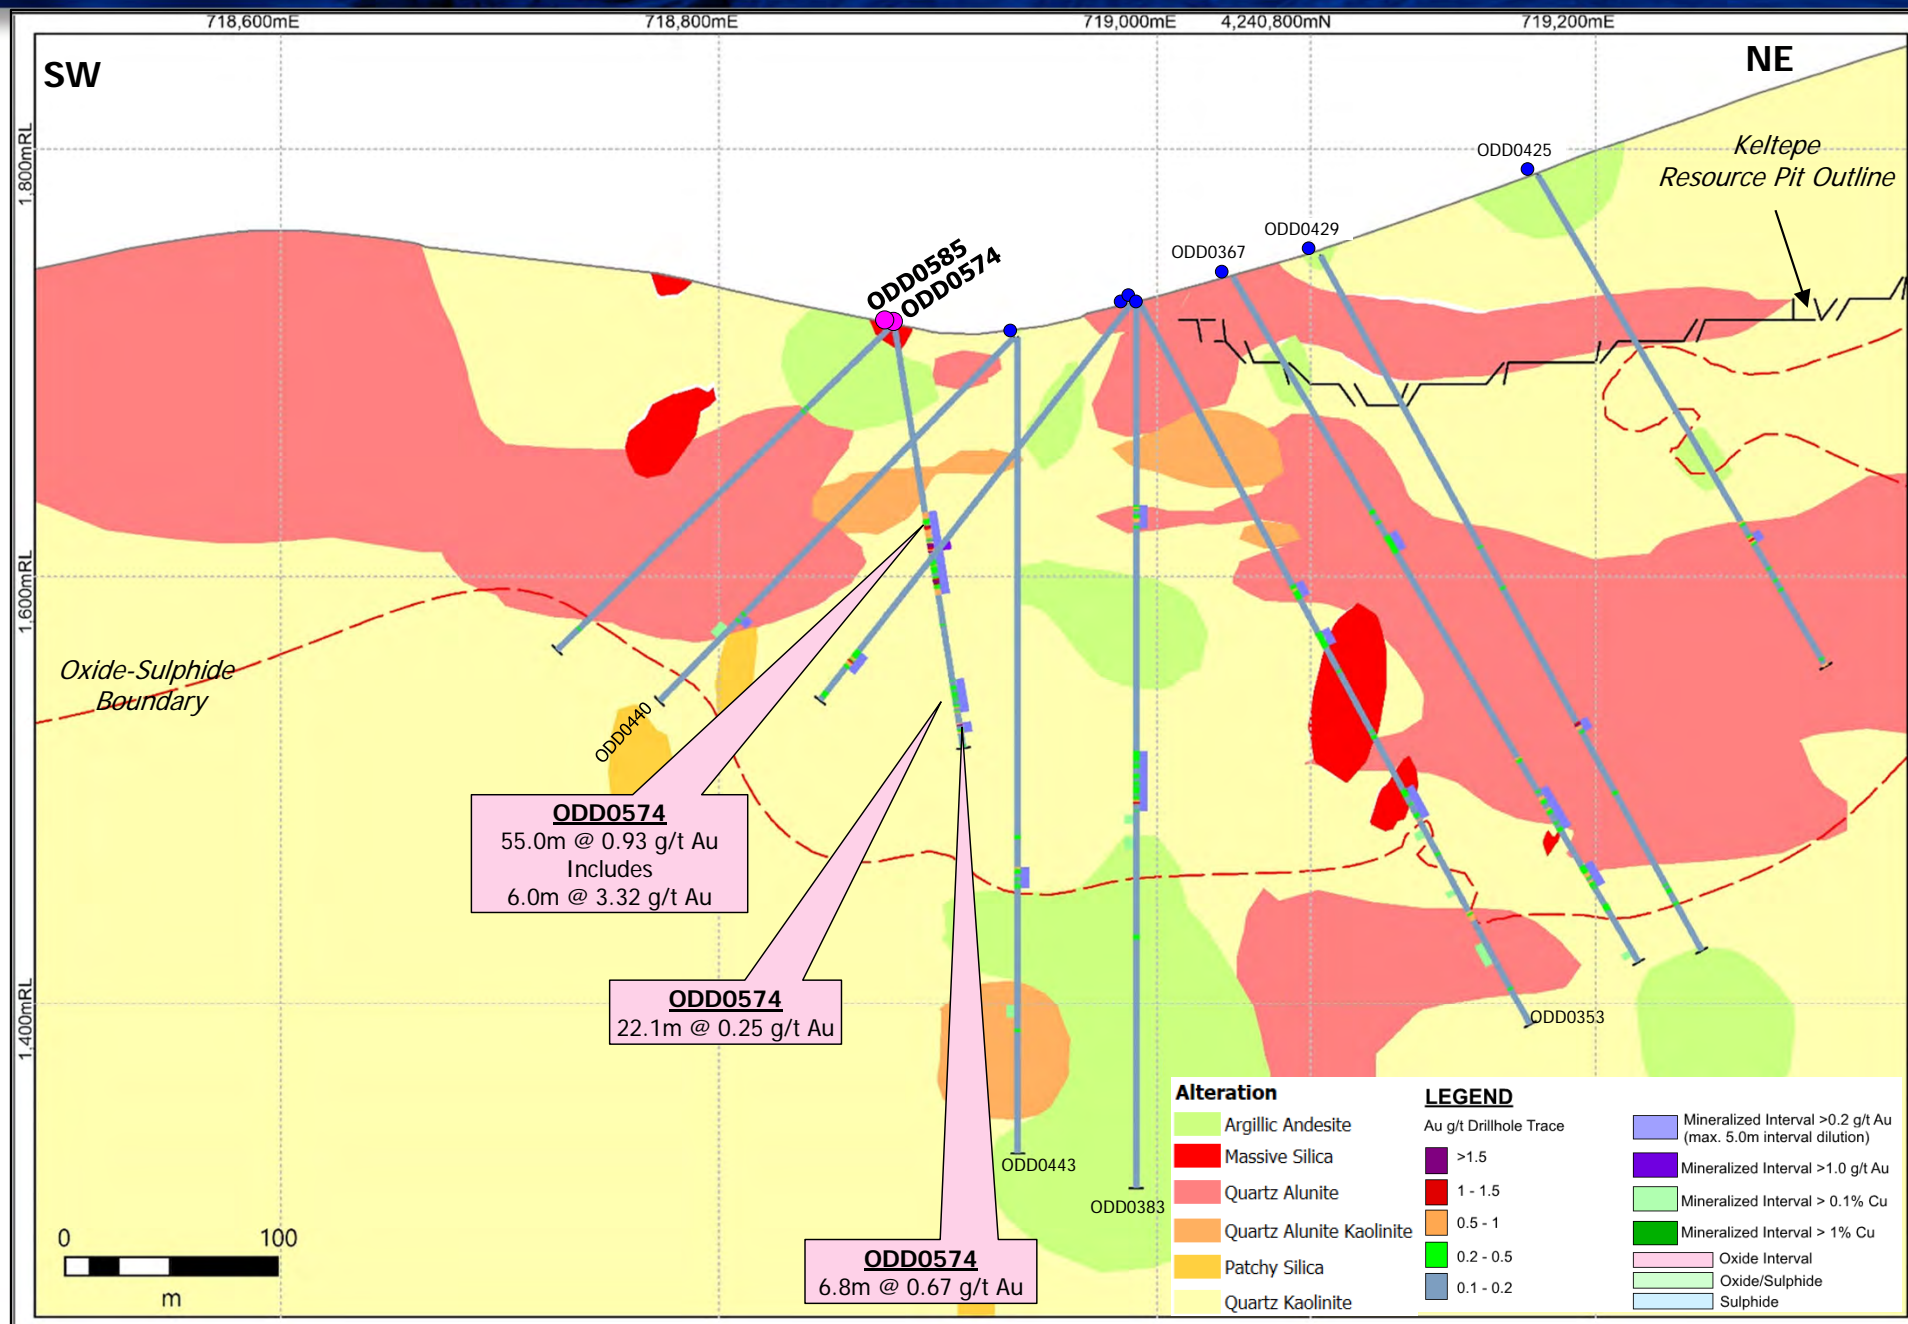 718,600mE
718,800mE
719,000mE
4,240,800mN
719,200mE
SW
NE
1,800mRL
1,600mRL
1,400mRL
Keltepe
Resource Pit Outline
ODD0425
ODD0429
ODD0367
ODD0585
ODD0574
Oxide-Sulphide
Boundary
ODD0440
ODD0574
55.0m @ 0.93 g/t Au
Includes
6.0m @ 3.32 g/t Au
ODD0574
22.1m @ 0.25 g/t Au
ODD0574
6.8m @ 0.67 g/t Au
ODD0353
ODD0443
ODD0383
0 100
m
Alteration
Argillic Andesite
Massive Silica
Quartz Alunite
Quartz Alunite Kaolinite
Patchy Silica
Quartz Kaolinite
LEGEND
Au g/t Drillhole Trace
>1.5
1 - 1.5
0.5 - 1
0.2 - 0.5
0.1 - 0.2
Mineralized Interval >0.2 g/t Au
(max. 5.0m interval dilution)
Mineralized Interval >1.0 g/t Au
Mineralized Interval > 0.1% Cu
Mineralized Interval > 1% Cu
Oxide Interval
Oxide/Sulphide
Sulphide